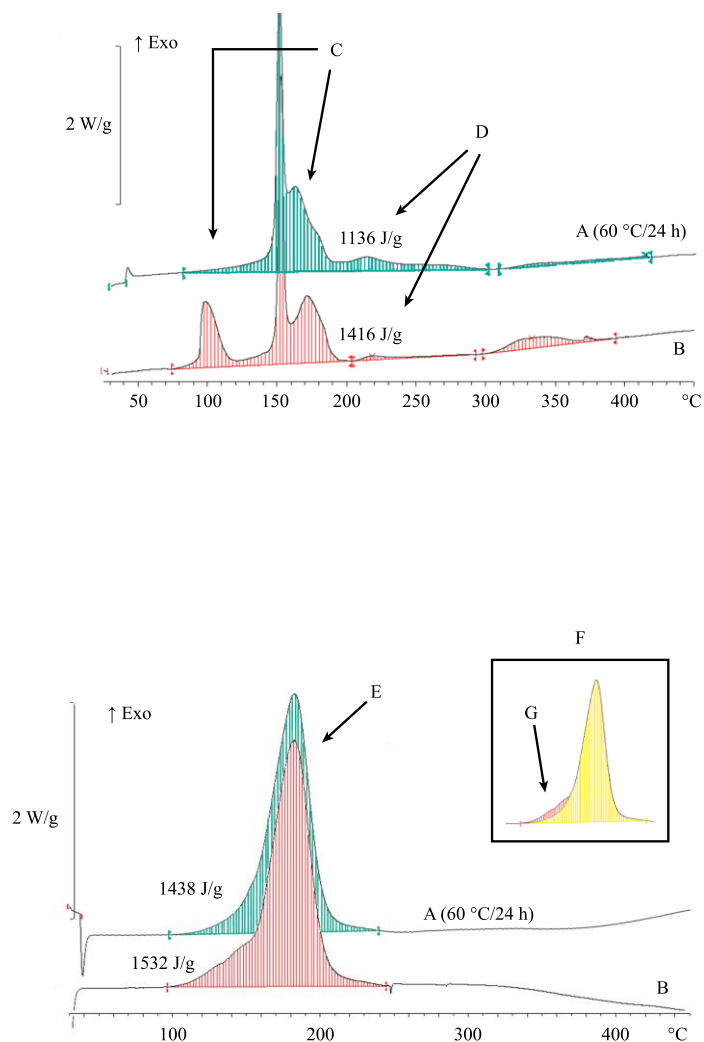 ↑ Exo
C
2 W/g
D
1136 J/g
A (60 °C/24 h)
1416 J/g
B
50 100 150 200 250 300 350 400 °C
F
E
G
↑ Exo
2 W/g
1438 J/g
A (60 °C/24 h)
1532 J/g
B
100 200 300 400 °C